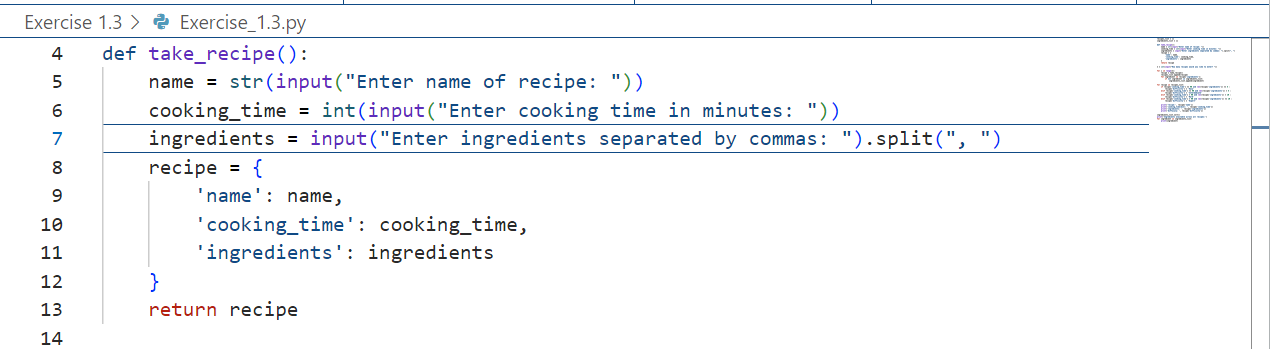 Exercise 1.3 > Exercise_1.3.py
4 def take_recipe():
5 name = str(input("Enter name of recipe: "))
6 cooking_time = int(input("Enter cooking time in minutes: "))
7 ingredients = input("Enter ingredients separated by commas: ").split(", ")
8 recipe = {
9 'name': name,
10 'cooking_time': cooking_time,
11 'ingredients': ingredients
12 }
13 return recipe
14